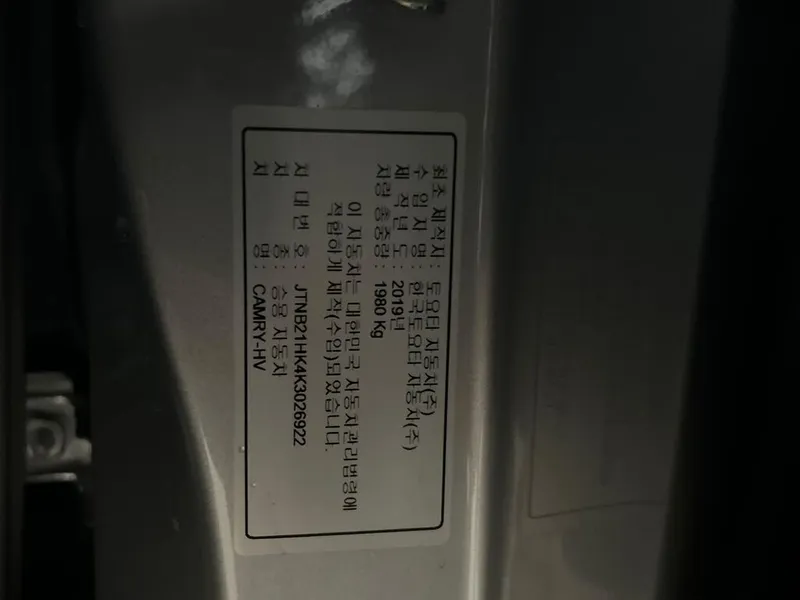 최초 제작자 : 토요타 자동차(주)
수 입 자 명 : 한국토요타 자동차(주)
제 작 년 도 : 2019년
차량 총중량 : 1980 Kg
이 자동차는 대한민국 자동차관리법령에
적합하게 제작(수입)되었습니다.
차 대 번 호 : JTNB21HK4K3026922
차 종 : 승용 자동차
차 명 : CAMRY-HV